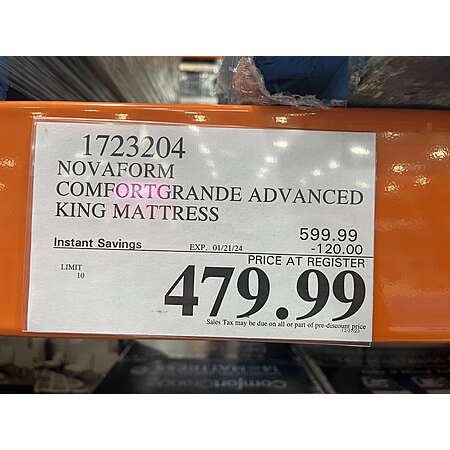 1723204
NOVAFORM
COMFORTGRANDE ADVANCED
KING MATTRESS
599.99
Instant Savings EXP. 01/21/24 -120.00
PRICE AT REGISTER
LIMIT
10
479.99
Sales Tax may be due on all or part of pre-discount price